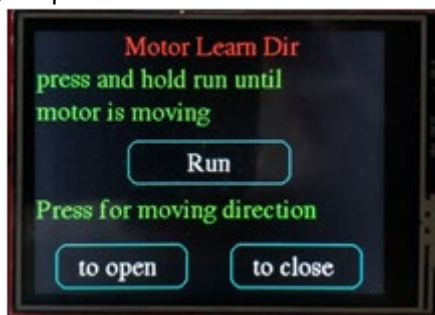 Motor Learn Dir
press and hold run until
motor is moving
Run
Press for moving direction
to open to close